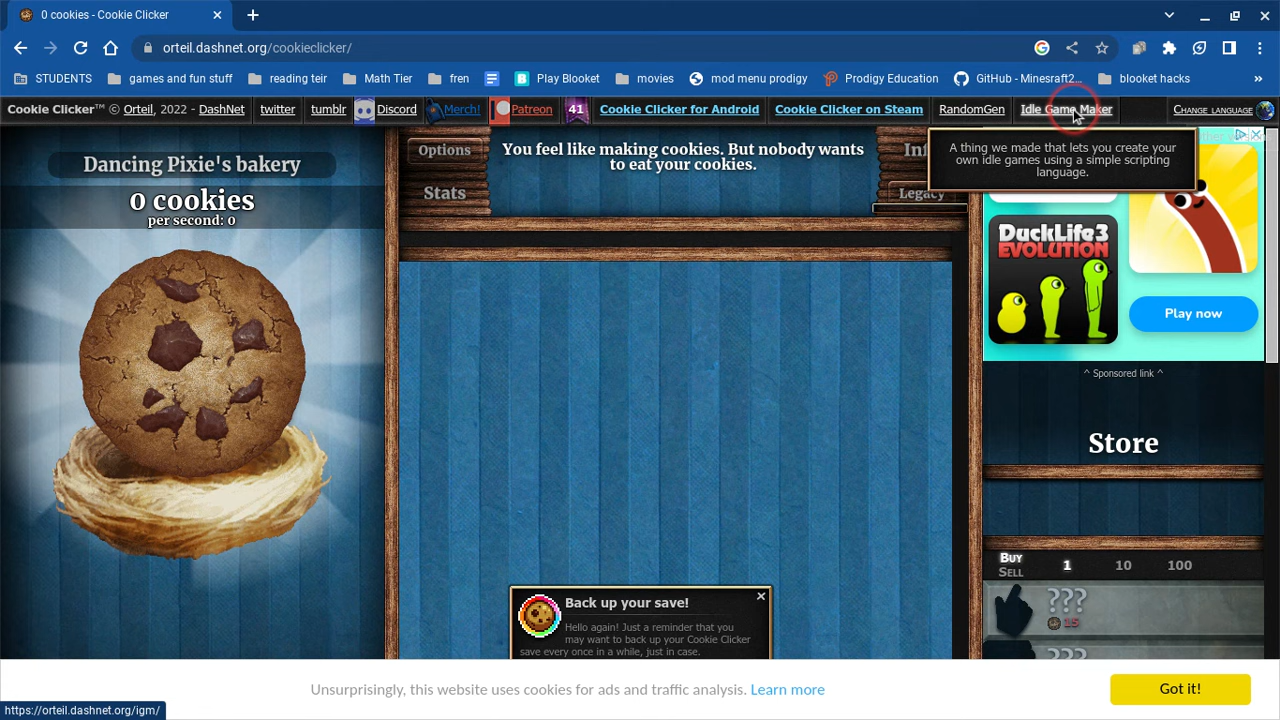 0 cookies - Cookie Clicker
orteil.dashnet.org/cookieclicker/
STUDENTS games and fun stuff reading teir Math Tier fren Play Blooket movies mod menu prodigy Prodigy Education GitHub - Minesraft2... blooket hacks »
Cookie Clicker™ © Orteil, 2022 - DashNet twitter tumblr Discord Merch! Patreon 41 Cookie Clicker for Android Cookie Clicker on Steam RandomGen Idle Game Maker Change language
A thing we made that lets you create your
own idle games using a simple scripting
language.
Dancing Pixie's bakery
0 cookies
per second: 0
Options
Stats
You feel like making cookies. But nobody wants
to eat your cookies.
Legacy
DuckLife3
EVOLUTION
Play now
^ Sponsored link ^
Store
Buy
Sell
1 10 100
???
15
???
Back up your save!
Hello again! Just a reminder that you
may want to back up your Cookie Clicker
save every once in a while, just in case.
Unsurprisingly, this website uses cookies for ads and traffic analysis. Learn more
Got it!
https://orteil.dashnet.org/igm/